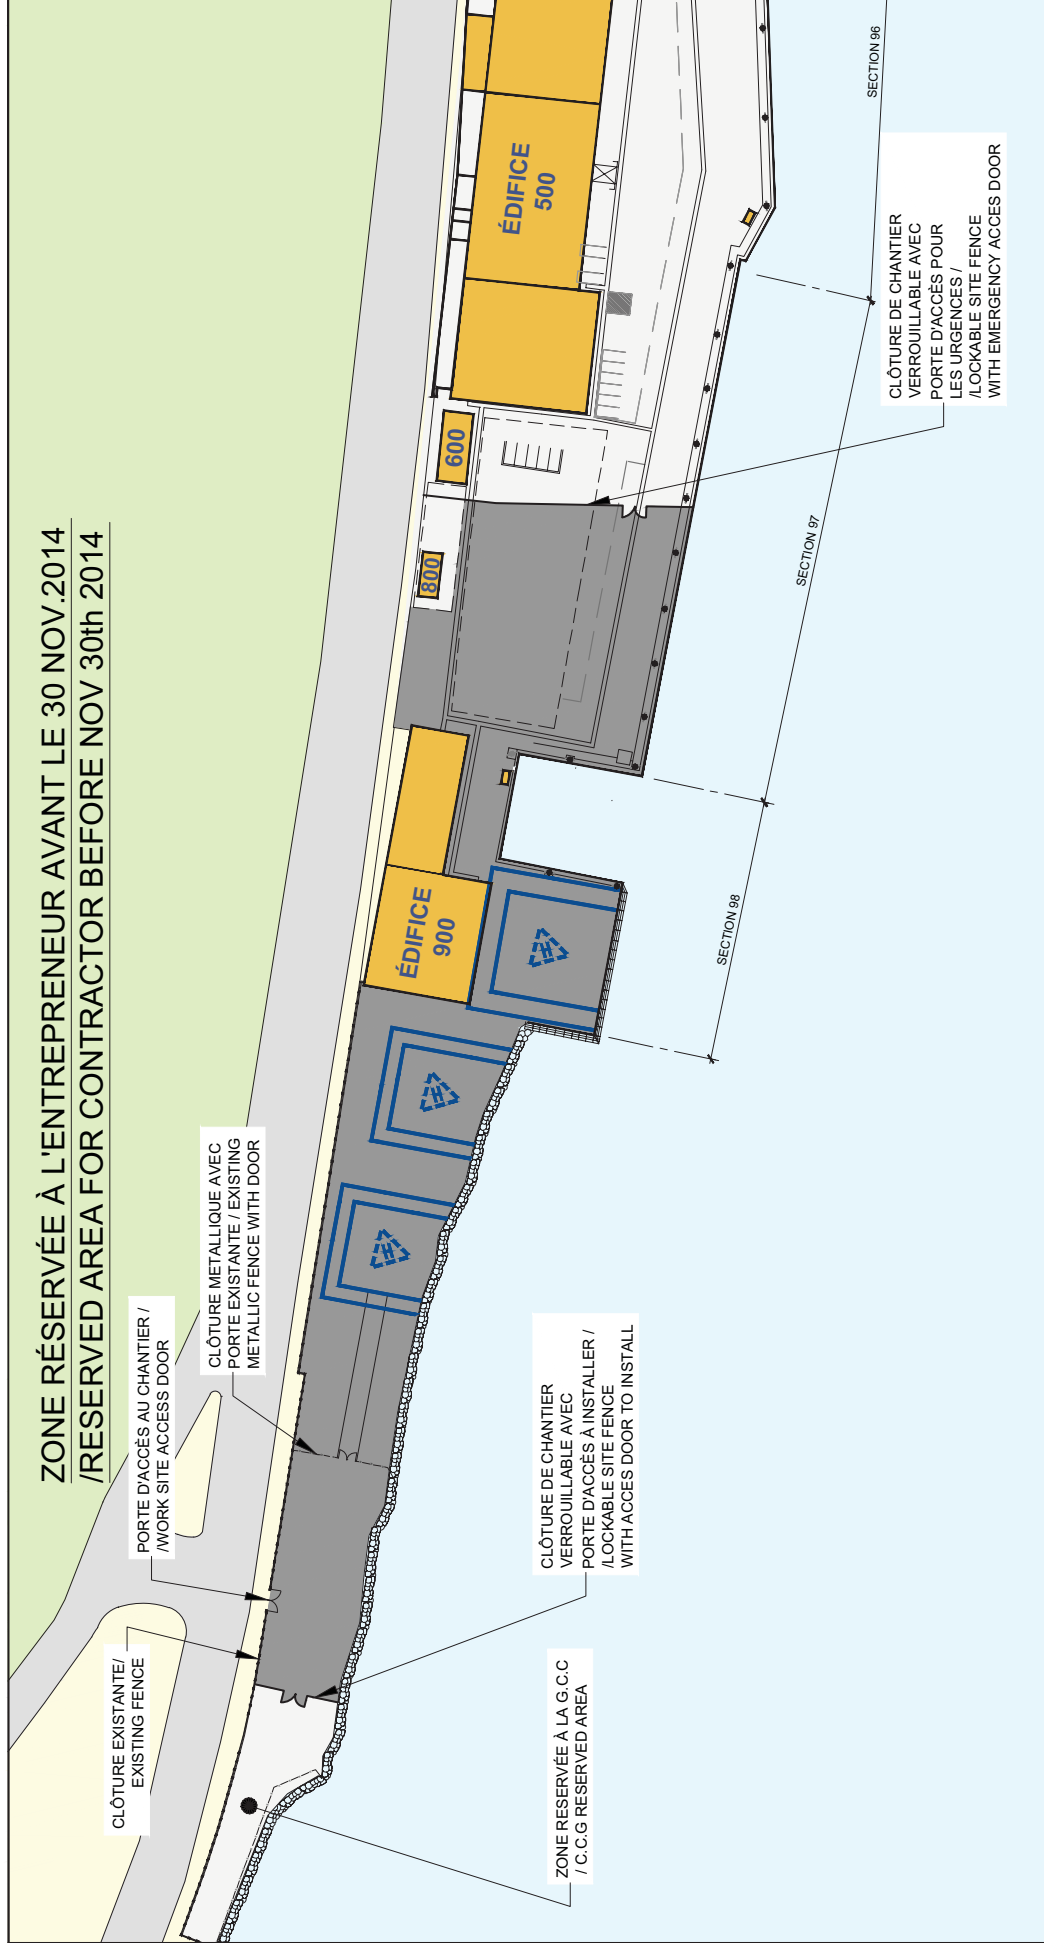 ZONE RÉSERVÉE À L'ENTREPRENEUR AVANT LE 30 NOV.2014
/RESERVED AREA FOR CONTRACTOR BEFORE NOV 30th 2014
CLÔTURE EXISTANTE/
EXISTING FENCE
PORTE D'ACCÈS AU CHANTIER /
/WORK SITE ACCESS DOOR
CLÔTURE METALLIQUE AVEC
PORTE EXISTANTE / EXISTING
METALLIC FENCE WITH DOOR
H
H
H
ÉDIFICE
900
800
600
ÉDIFICE
500
ZONE RESERVÉE À LA G.C.C
/ C.C.G RESERVED AREA
CLÔTURE DE CHANTIER
VERROUILLABLE AVEC
PORTE D'ACCÈS À INSTALLER /
/LOCKABLE SITE FENCE
WITH ACCES DOOR TO INSTALL
SECTION 98
SECTION 97
SECTION 96
CLÔTURE DE CHANTIER
VERROUILLABLE AVEC
PORTE D'ACCÈS POUR
LES URGENCES /
/LOCKABLE SITE FENCE
WITH EMERGENCY ACCES DOOR